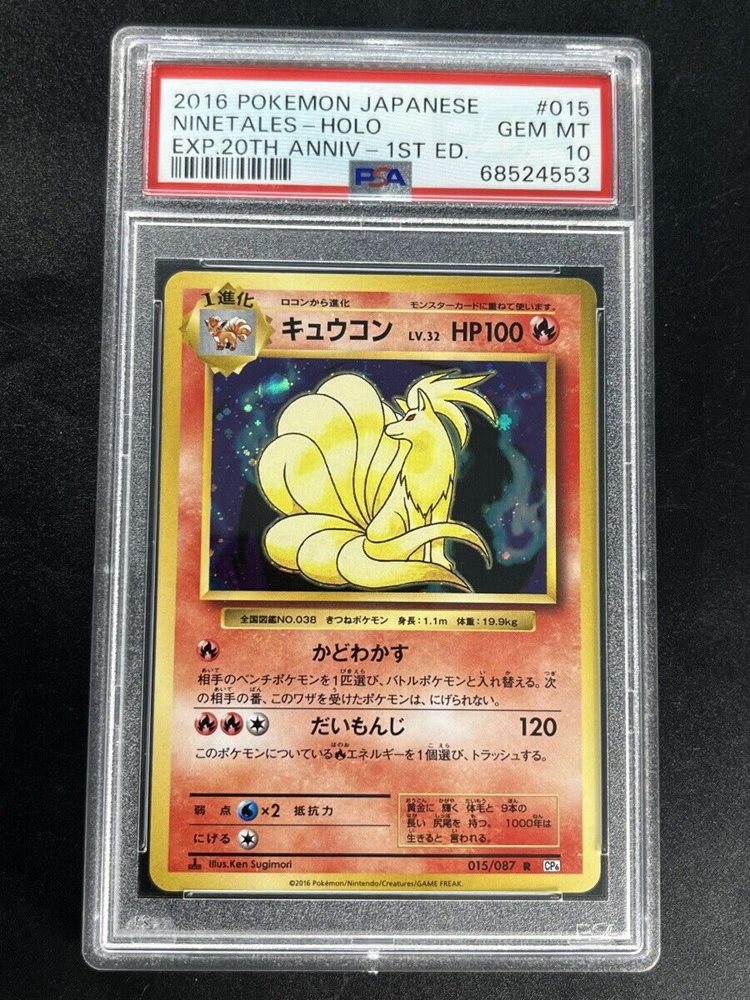 2016 POKEMON JAPANESE #015
NINETALES-HOLO GEM MT
EXP.20TH ANNIV-1ST ED. 10
PSA 68524553
1進化
ロコンから進化 モンスターカードに重ねて使います。
キュウコン LV.32 HP100
全国図鑑NO.038 きつねポケモン 身長:1.1m 体重:19.9kg
かどわかす
相手のベンチポケモンを1匹選び、バトルポケモンと入れ替える。次
の相手の番、このワザを受けたポケモンは、にげられない。
だいもんじ 120
このポケモンについているエネルギーを1個選び、トラッシュする。
弱点 ×2 抵抗力
にげる
黄金に 輝く 体毛と 9本の
長い 尻尾を 持つ。 1000年は
生きると 言われる。
Illus.Ken Sugimori 015/087 R CP6
©2016 Pokémon/Nintendo/Creatures/GAME FREAK.